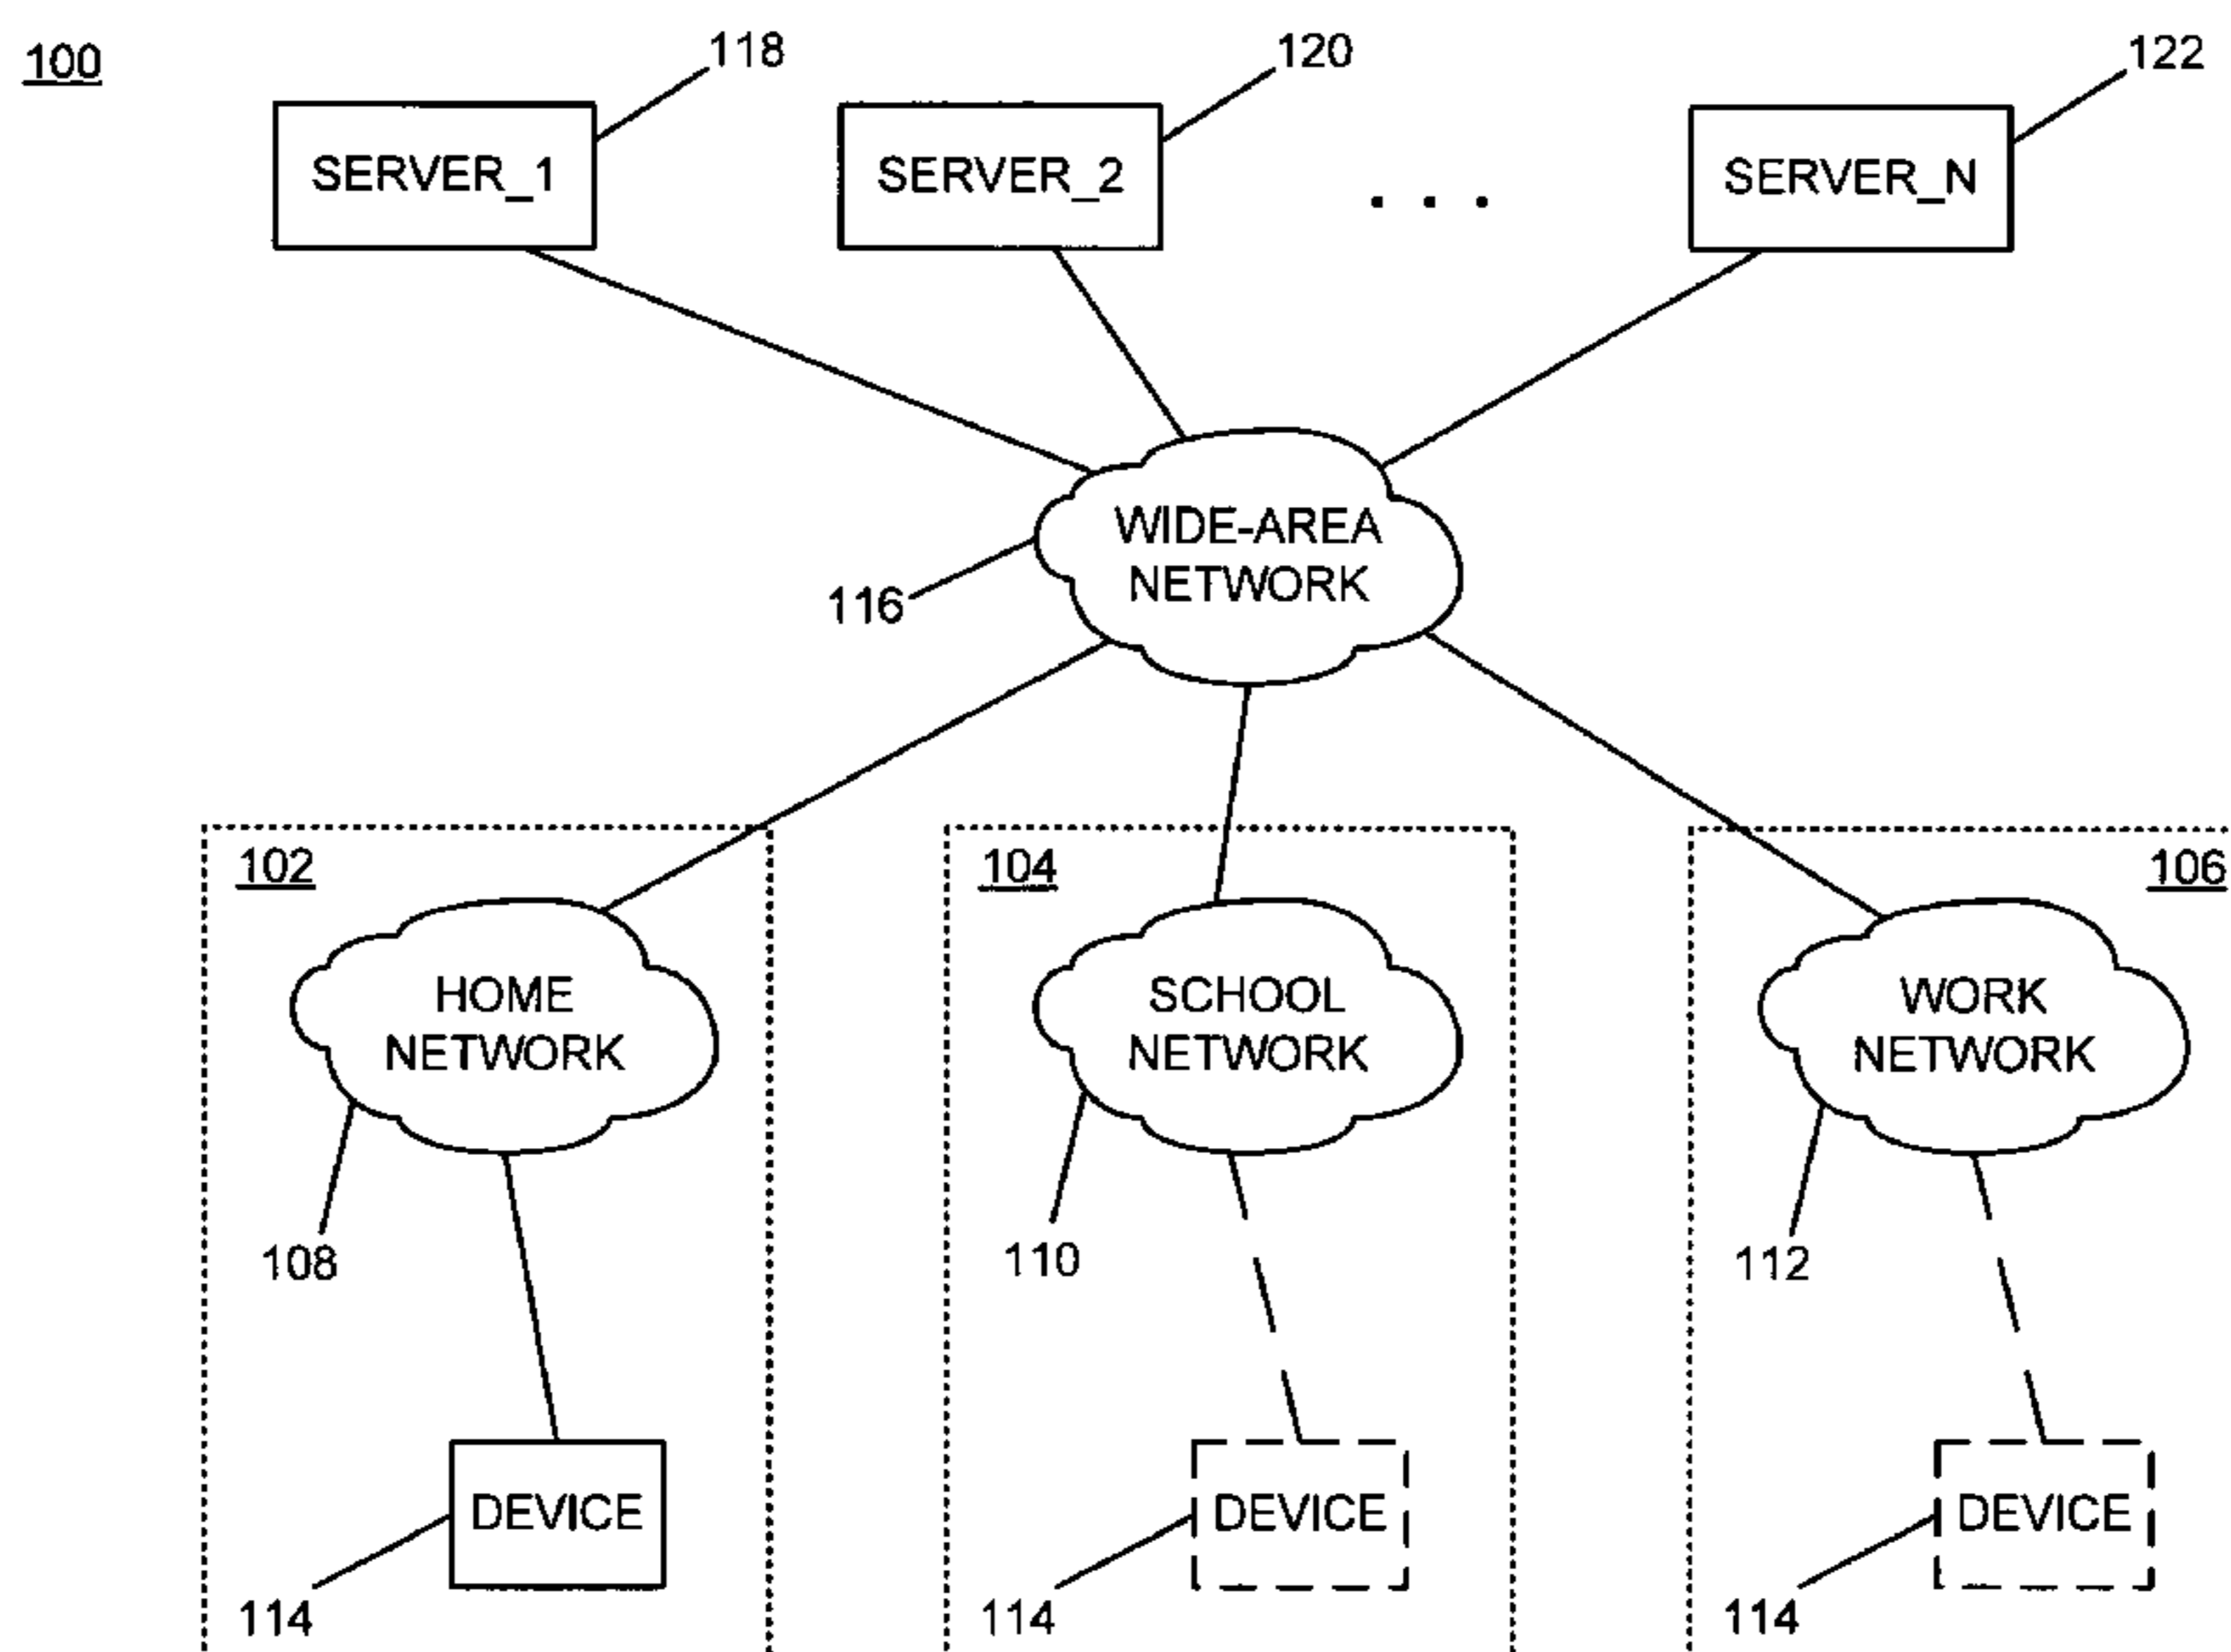 100
118
120
122
SERVER_1
SERVER_2
. . .
SERVER_N
WIDE-AREA
NETWORK
116
102
104
106
HOME
NETWORK
SCHOOL
NETWORK
WORK
NETWORK
108
110
112
DEVICE
DEVICE
DEVICE
114
114
114